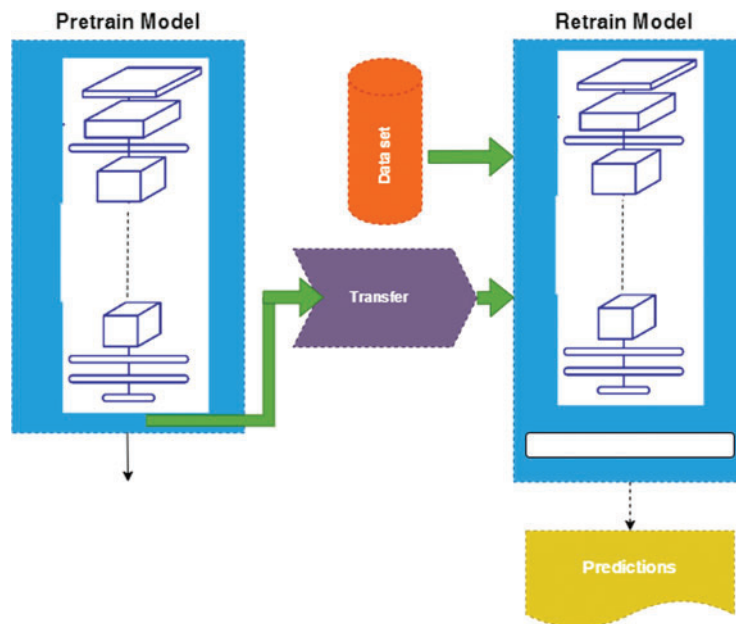 Pretrain Model
Retrain Model
Data set
Transfer
Predictions